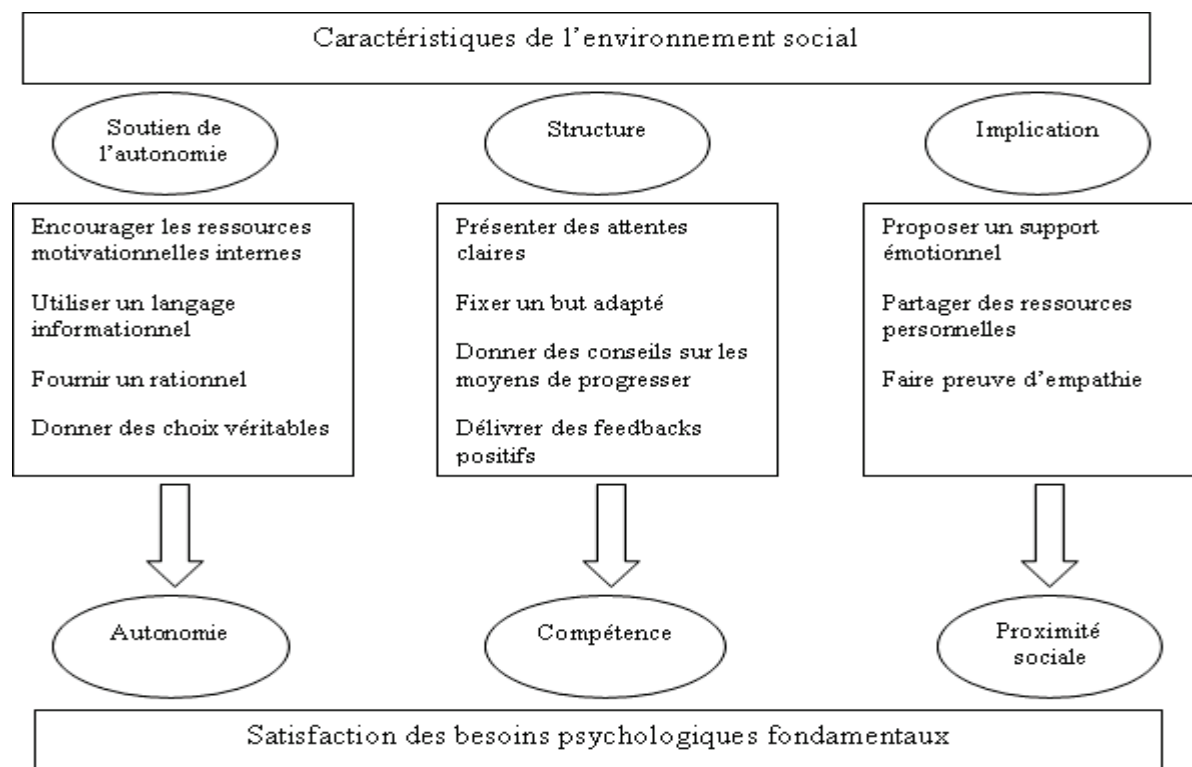 Caractéristiques de l'environnement social
Soutien de
l'autonomie
Structure
Implication
Encourager les ressources
motivationnelles internes
Utiliser un langage
informationnel
Fournir un rationnel
Donner des choix véritables
Présenter des attentes
claires
Fixer un but adapté
Donner des conseils sur les
moyens de progresser
Délivrer des feedbacks
positifs
Proposer un support
émotionnel
Partager des ressources
personnelles
Faire preuve d'empathie
Autonomie
Compétence
Proximité
sociale
Satisfaction des besoins psychologiques fondamentaux